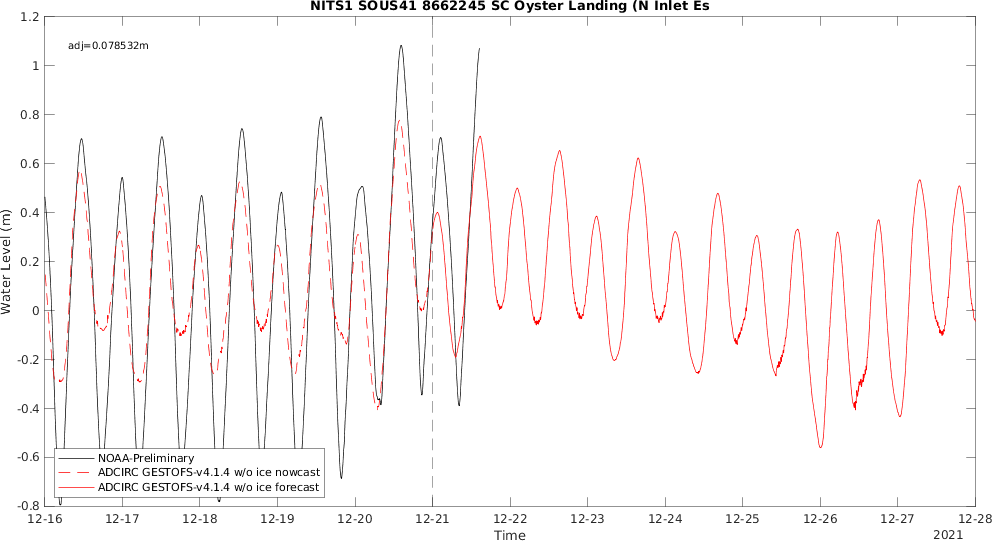 NITS1 SOUS41 8662245 SC Oyster Landing (N Inlet Es
adj=0.078532m
Water Level (m)
1.2
1
0.8
0.6
0.4
0.2
0
-0.2
-0.4
-0.6
-0.8
NOAA-Preliminary
ADCIRC GESTOFS-v4.1.4 w/o ice nowcast
ADCIRC GESTOFS-v4.1.4 w/o ice forecast
12-16 12-17 12-18 12-19 12-20 12-21 12-22 12-23 12-24 12-25 12-26 12-27 12-28
Time
2021